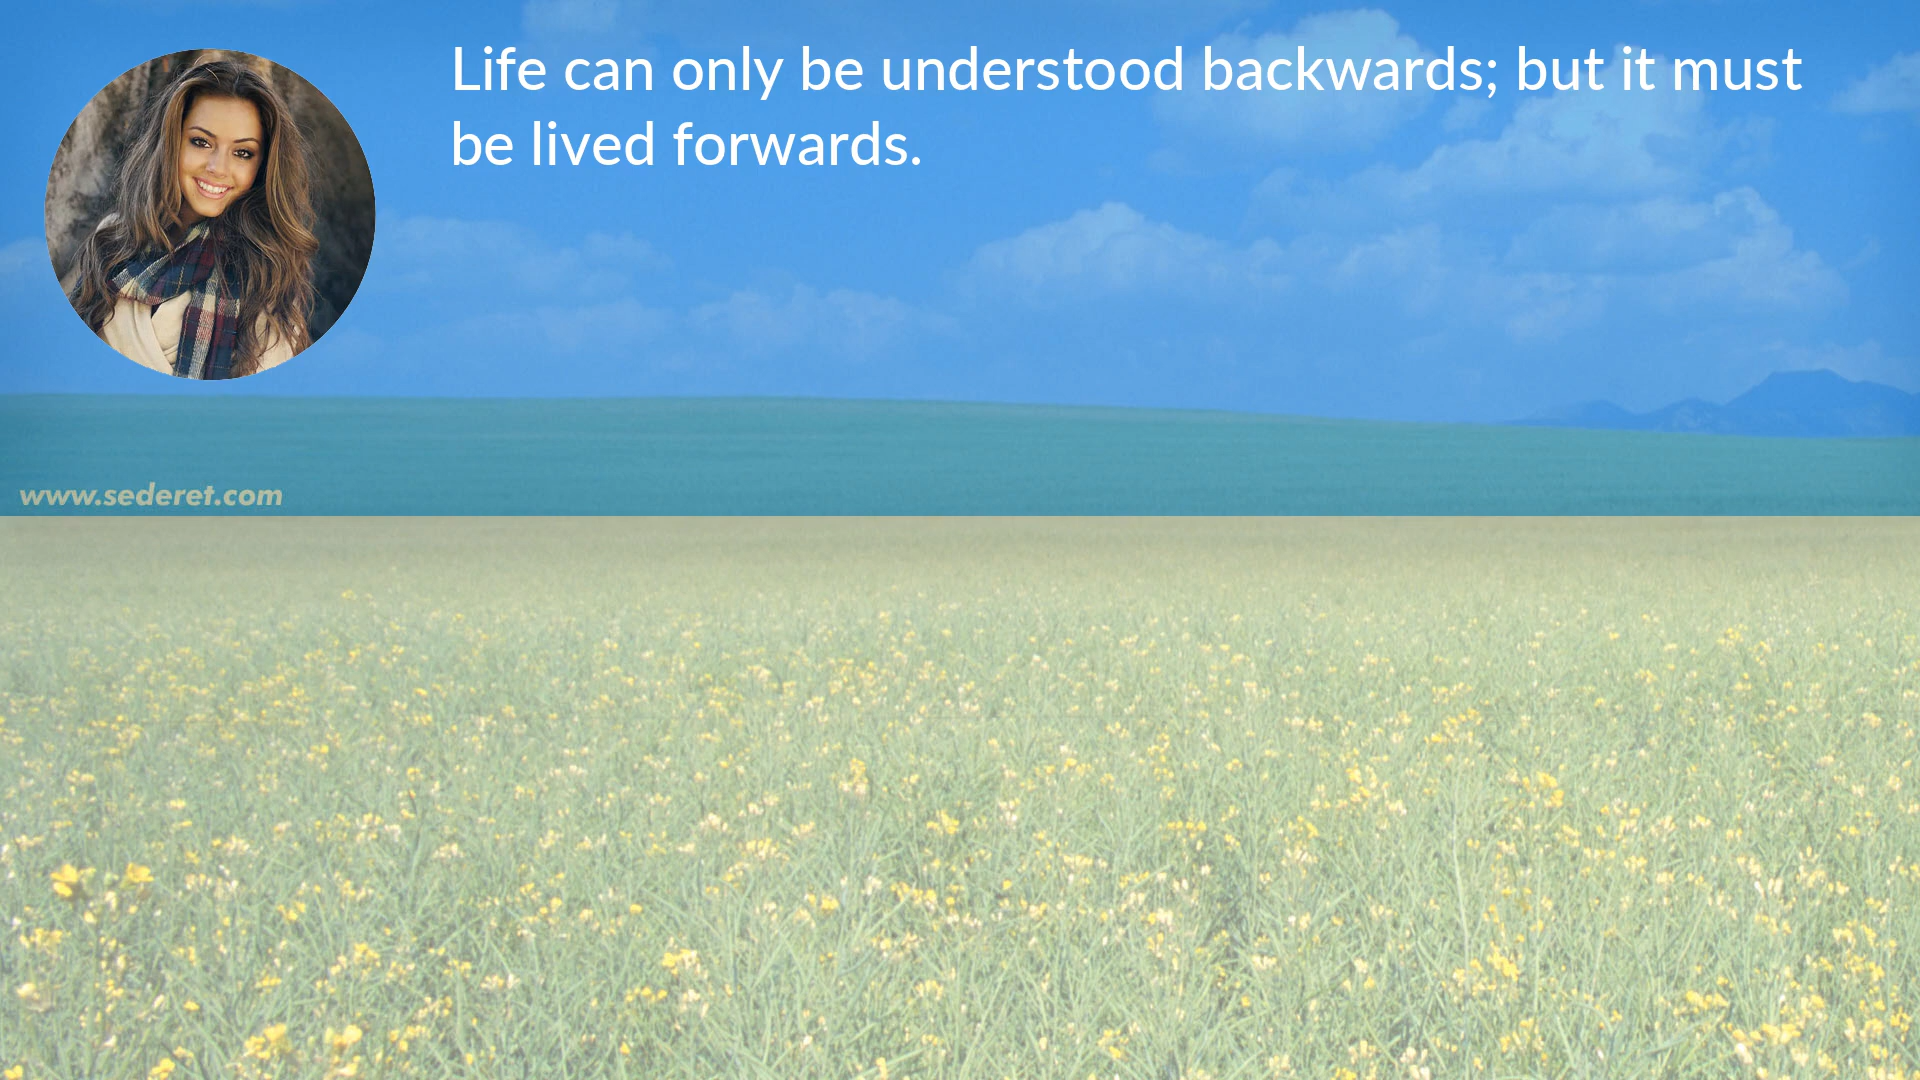 Life can only be understood backwards; but it must
be lived forwards.
www.sederet.com